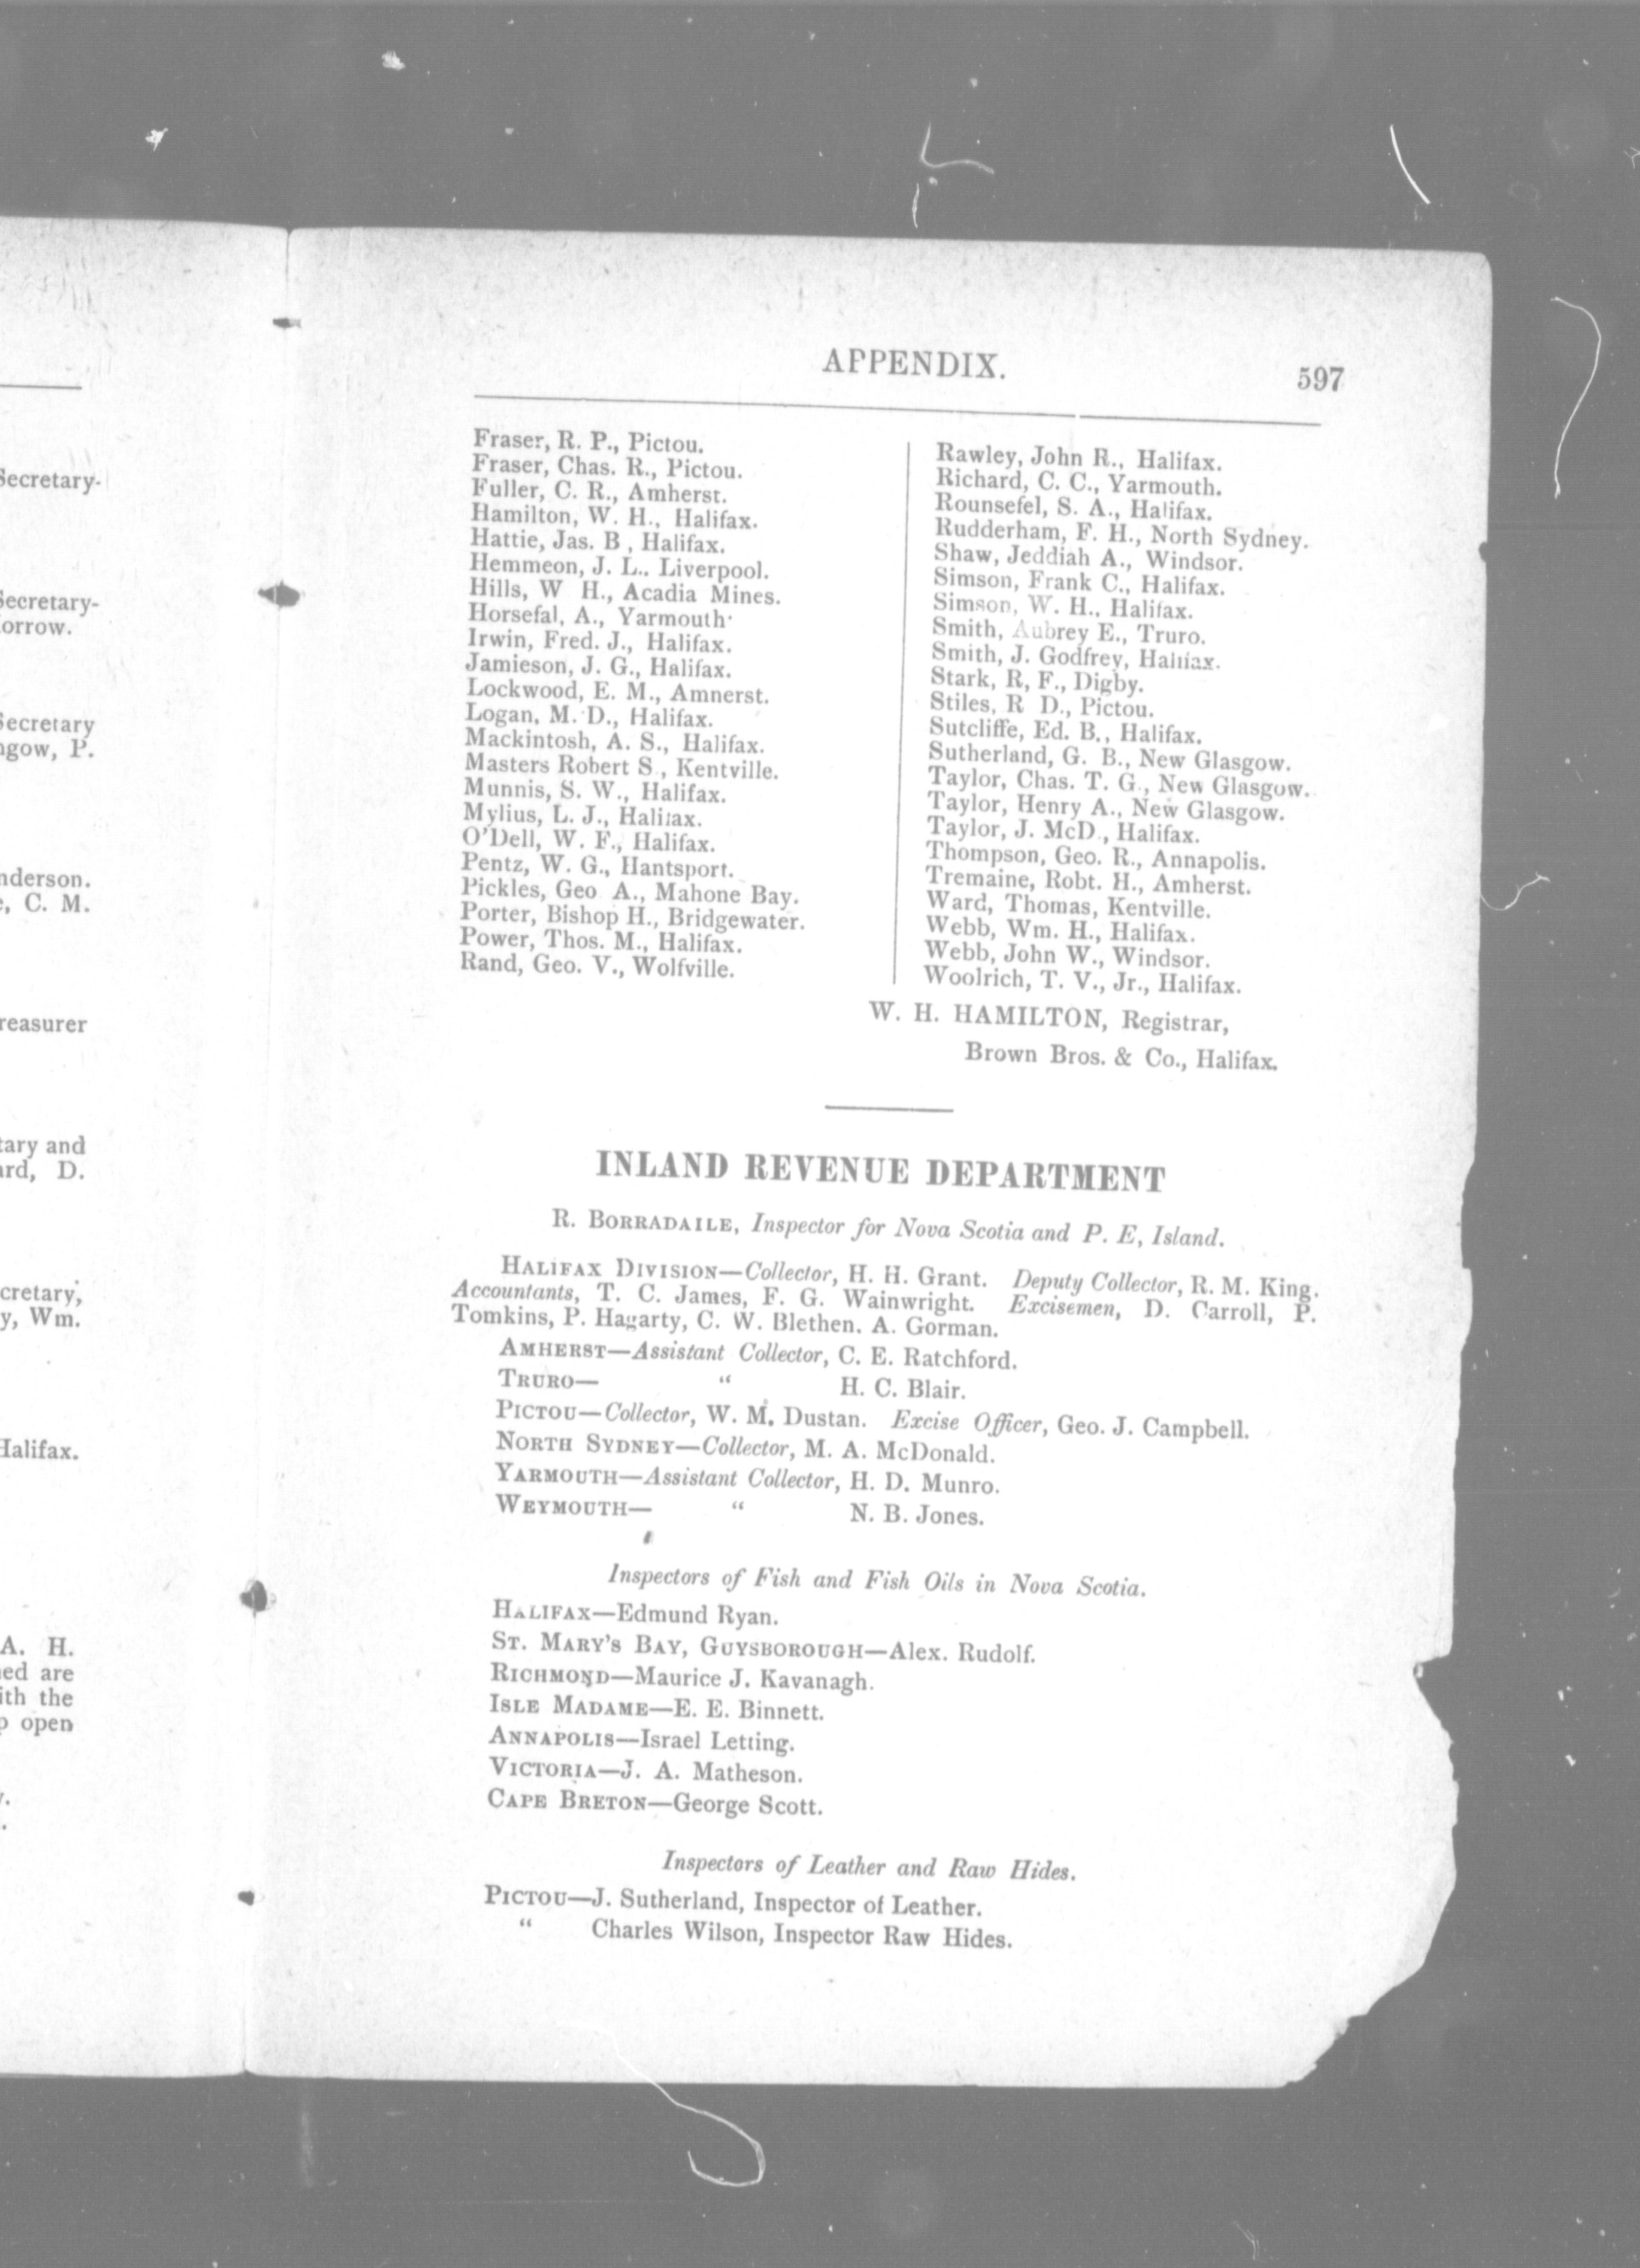 Secretary-
Secretary-
orrow.
Secretary
gow, P.
nderson.
C. M.
reasurer
tary and
ard, D.
cretary,
y, Wm.
Halifax.
A. H.
ed are
ith the
open
APPENDIX.
597
Fraser, R. P., Pictou.
Fraser, Chas. R., Pictou.
Fuller, C. R., Amherst.
Hamilton, W. H., Halifax.
Hattie, Jas. B , Halifax.
Hemmeon, J. L.. Liverpool.
Hills, W H., Acadia Mines.
Horsefal, A., Yarmouth·
Irwin, Fred. J., Halifax.
Jamieson, J. G., Halifax.
Lockwood, E. M., Amnerst.
Logan, M. D., Halifax.
Mackintosh, A. S., Halifax.
Masters Robert S., Kentville.
Munnis, S. W., Halifax.
Mylius, L. J., Halifax.
O'Dell, W. F., Halifax.
Pentz, W. G., Hantsport.
Pickles, Geo A., Mahone Bay.
Porter, Bishop H., Bridgewater.
Power, Thos. M., Halifax.
Rand, Geo. V., Wolfville.
Rawley, John R., Halifax.
Richard, C. C., Yarmouth.
Rounsefel, S. A., Halifax.
Rudderham, F. H., North Sydney.
Shaw, Jeddiah A., Windsor.
Simson, Frank C., Halifax.
Simson, W. H., Halifax.
Smith, Aubrey E., Truro.
Smith, J. Godfrey, Halifax.
Stark, R, F., Digby.
Stiles, R D., Pictou.
Sutcliffe, Ed. B., Halifax.
Sutherland, G. B., New Glasgow.
Taylor, Chas. T. G., New Glasgow.
Taylor, Henry A., New Glasgow.
Taylor, J. McD., Halifax.
Thompson, Geo. R., Annapolis.
Tremaine, Robt. H., Amherst.
Ward, Thomas, Kentville.
Webb, Wm. H., Halifax.
Webb, John W., Windsor.
Woolrich, T. V., Jr., Halifax.
W. H. HAMILTON, Registrar,
Brown Bros. & Co., Halifax.
INLAND REVENUE DEPARTMENT
R. BORRADAILE, Inspector for Nova Scotia and P. E, Island.
HALIFAX DIVISION—Collector, H. H. Grant. Deputy Collector, R. M. King.
Accountants, T. C. James, F. G. Wainwright. Excisemen, D. Carroll, P.
Tomkins, P. Hagarty, C. W. Blethen. A. Gorman.
AMHERST—Assistant Collector, C. E. Ratchford.
TRURO— " H. C. Blair.
PICTOU—Collector, W. M. Dustan. Excise Officer, Geo. J. Campbell.
NORTH SYDNEY—Collector, M. A. McDonald.
YARMOUTH—Assistant Collector, H. D. Munro.
WEYMOUTH— " N. B. Jones.
Inspectors of Fish and Fish Oils in Nova Scotia.
HALIFAX—Edmund Ryan.
ST. MARY'S BAY, GUYSBOROUGH—Alex. Rudolf.
RICHMOND—Maurice J. Kavanagh.
ISLE MADAME—E. E. Binnett.
ANNAPOLIS—Israel Letting.
VICTORIA—J. A. Matheson.
CAPE BRETON—George Scott.
Inspectors of Leather and Raw Hides.
PICTOU—J. Sutherland, Inspector of Leather.
" Charles Wilson, Inspector Raw Hides.